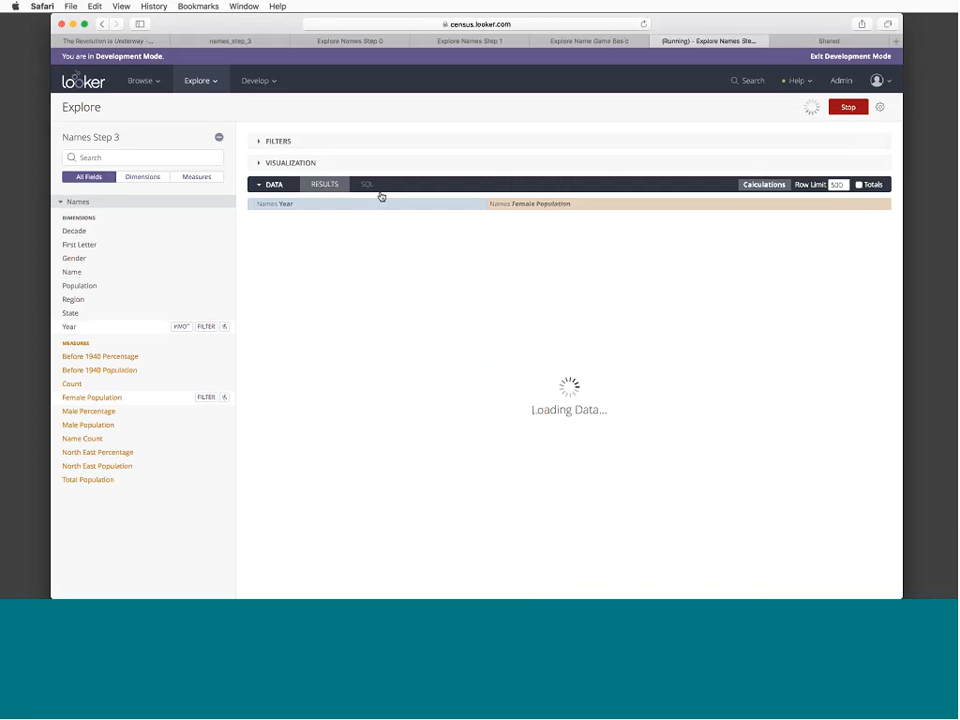 Safari File Edit View History Bookmarks Window Help
census.looker.com
The Revolution is Underway -... names_step_3 Explore Names Step 0 Explore Names Step 1 Explore Name Game Bas c (Running) - Explore Names Ste... Shared
You are in Development Mode. Exit Development Mode
looker Browse Explore Develop Search Help Admin
Explore Stop
Names Step 3
Search
All Fields Dimensions Measures
Names
DIMENSIONS
Decade
First Letter
Gender
Name
Population
Region
State
Year PIVOT FILTER
MEASURES
Before 1940 Percentage
Before 1940 Population
Count
Female Population FILTER
Male Percentage
Male Population
Name Count
North East Percentage
North East Population
Total Population
FILTERS
VISUALIZATION
DATA RESULTS SQL Calculations Row Limit 500 Totals
Names Year Names Female Population
Loading Data...